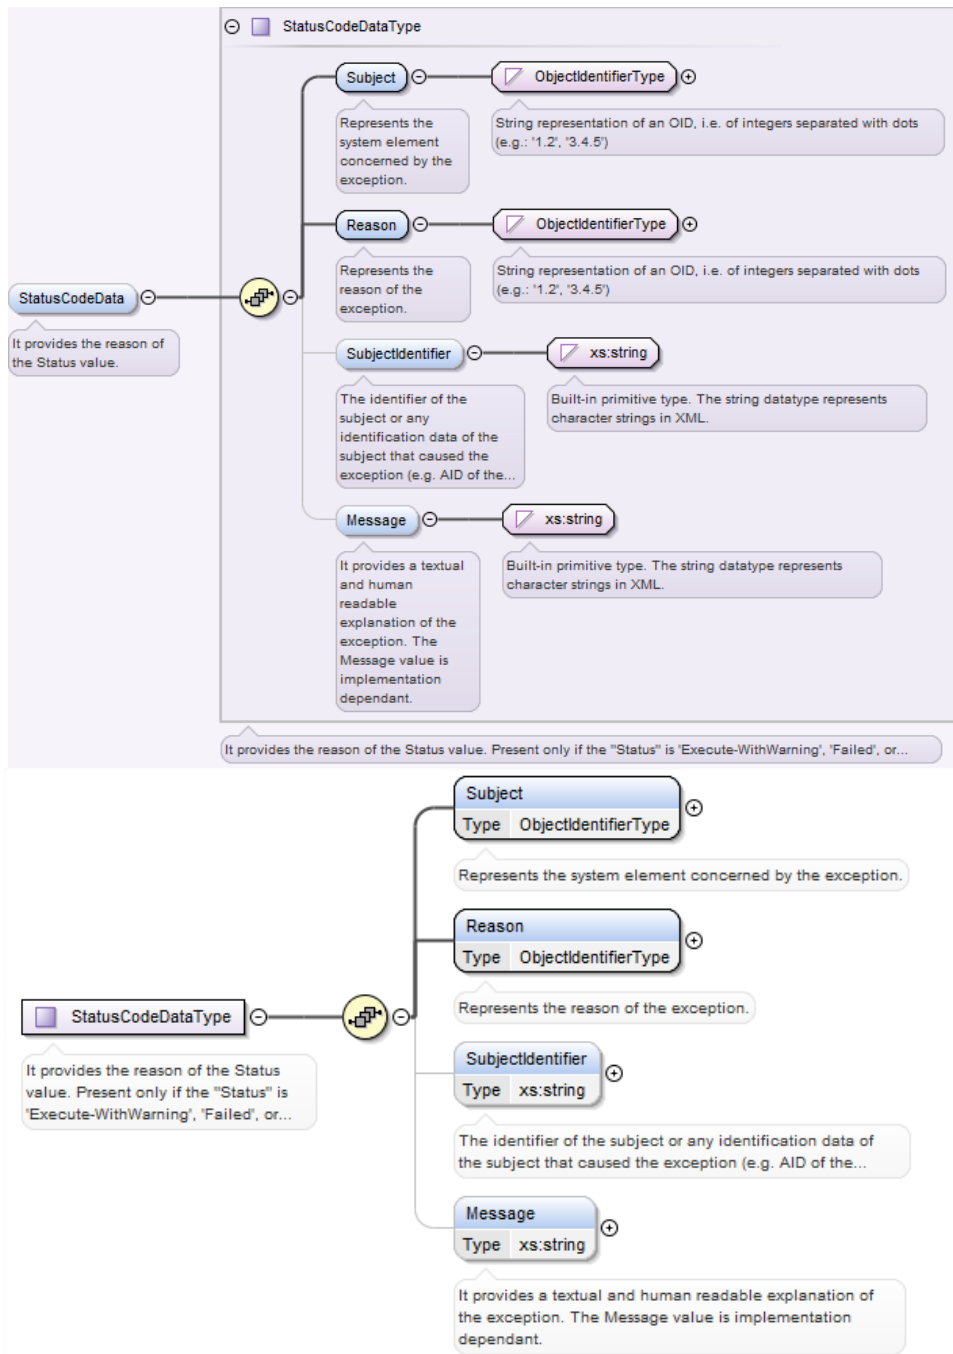 StatusCodeDataType
Subject
ObjectIdentifierType
Represents the
system element
concerned by the
exception.
String representation of an OID, i.e. of integers separated with dots
(e.g.: '1.2', '3.4.5')
Reason
ObjectIdentifierType
Represents the
reason of the
exception.
String representation of an OID, i.e. of integers separated with dots
(e.g.: '1.2', '3.4.5')
StatusCodeData
It provides the reason of
the Status value.
SubjectIdentifier
xs:string
The identifier of the
subject or any
identification data of the
subject that caused the
exception (e.g. AID of the...
Built-in primitive type. The string datatype represents
character strings in XML.
Message
xs:string
It provides a textual
and human
readable
explanation of the
exception. The
Message value is
implementation
dependant.
Built-in primitive type. The string datatype represents
character strings in XML.
It provides the reason of the Status value. Present only if the "Status" is 'Execute-WithWarning', 'Failed', or...
Subject
Type ObjectIdentifierType
Represents the system element concerned by the exception.
Reason
Type ObjectIdentifierType
Represents the reason of the exception.
StatusCodeDataType
It provides the reason of the Status
value. Present only if the "Status" is
'Execute-WithWarning', 'Failed', or...
SubjectIdentifier
Type xs:string
The identifier of the subject or any identification data of
the subject that caused the exception (e.g. AID of the...
Message
Type xs:string
It provides a textual and human readable explanation of
the exception. The Message value is implementation
dependant.